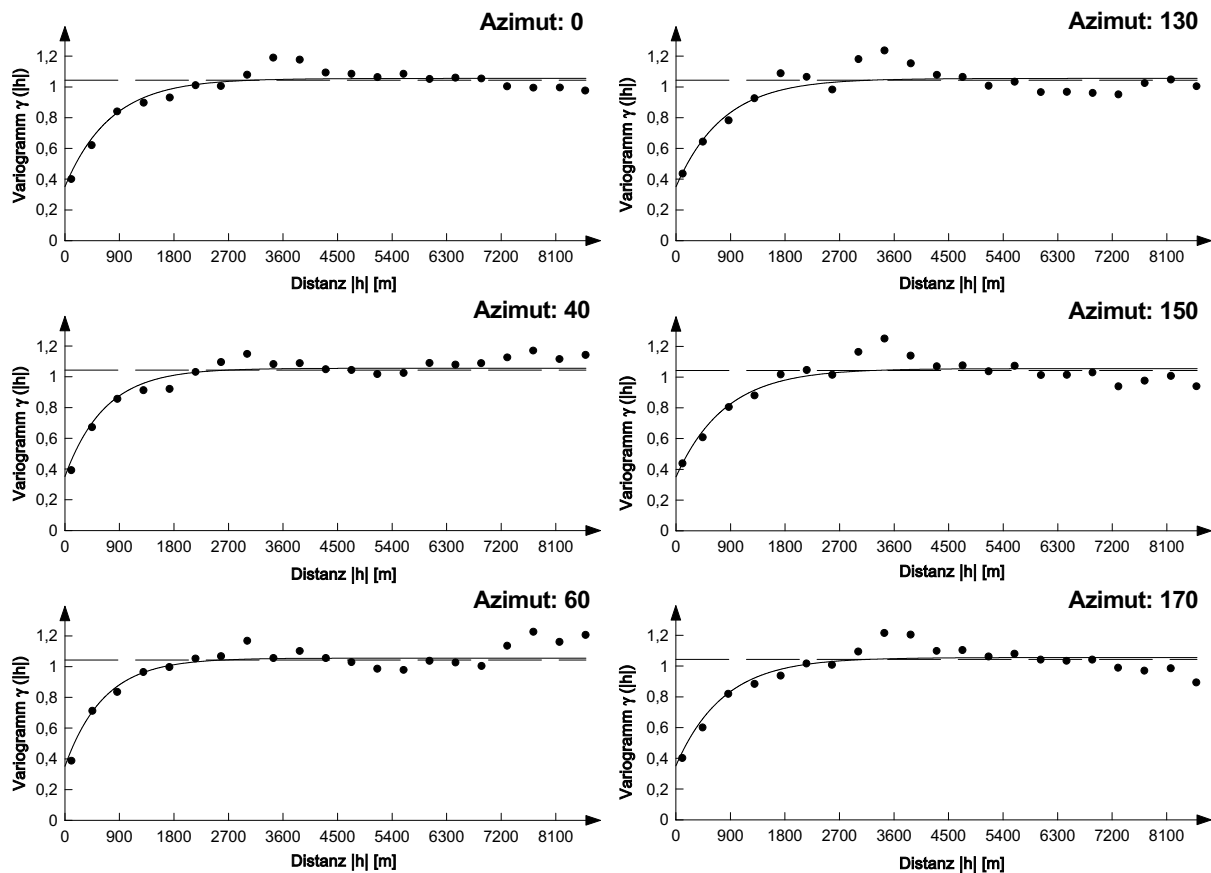 Azimut: 0
Variogramm γ (|h|)
1,2
1
0,8
0,6
0,4
0,2
0
0 900 1800 2700 3600 4500 5400 6300 7200 8100
Distanz |h| [m]
Azimut: 130
Variogramm γ (|h|)
1,2
1
0,8
0,6
0,4
0,2
0
0 900 1800 2700 3600 4500 5400 6300 7200 8100
Distanz |h| [m]
Azimut: 40
Variogramm γ (|h|)
1,2
1
0,8
0,6
0,4
0,2
0
0 900 1800 2700 3600 4500 5400 6300 7200 8100
Distanz |h| [m]
Azimut: 150
Variogramm γ (|h|)
1,2
1
0,8
0,6
0,4
0,2
0
0 900 1800 2700 3600 4500 5400 6300 7200 8100
Distanz |h| [m]
Azimut: 60
Variogramm γ (|h|)
1,2
1
0,8
0,6
0,4
0,2
0
0 900 1800 2700 3600 4500 5400 6300 7200 8100
Distanz |h| [m]
Azimut: 170
Variogramm γ (|h|)
1,2
1
0,8
0,6
0,4
0,2
0
0 900 1800 2700 3600 4500 5400 6300 7200 8100
Distanz |h| [m]